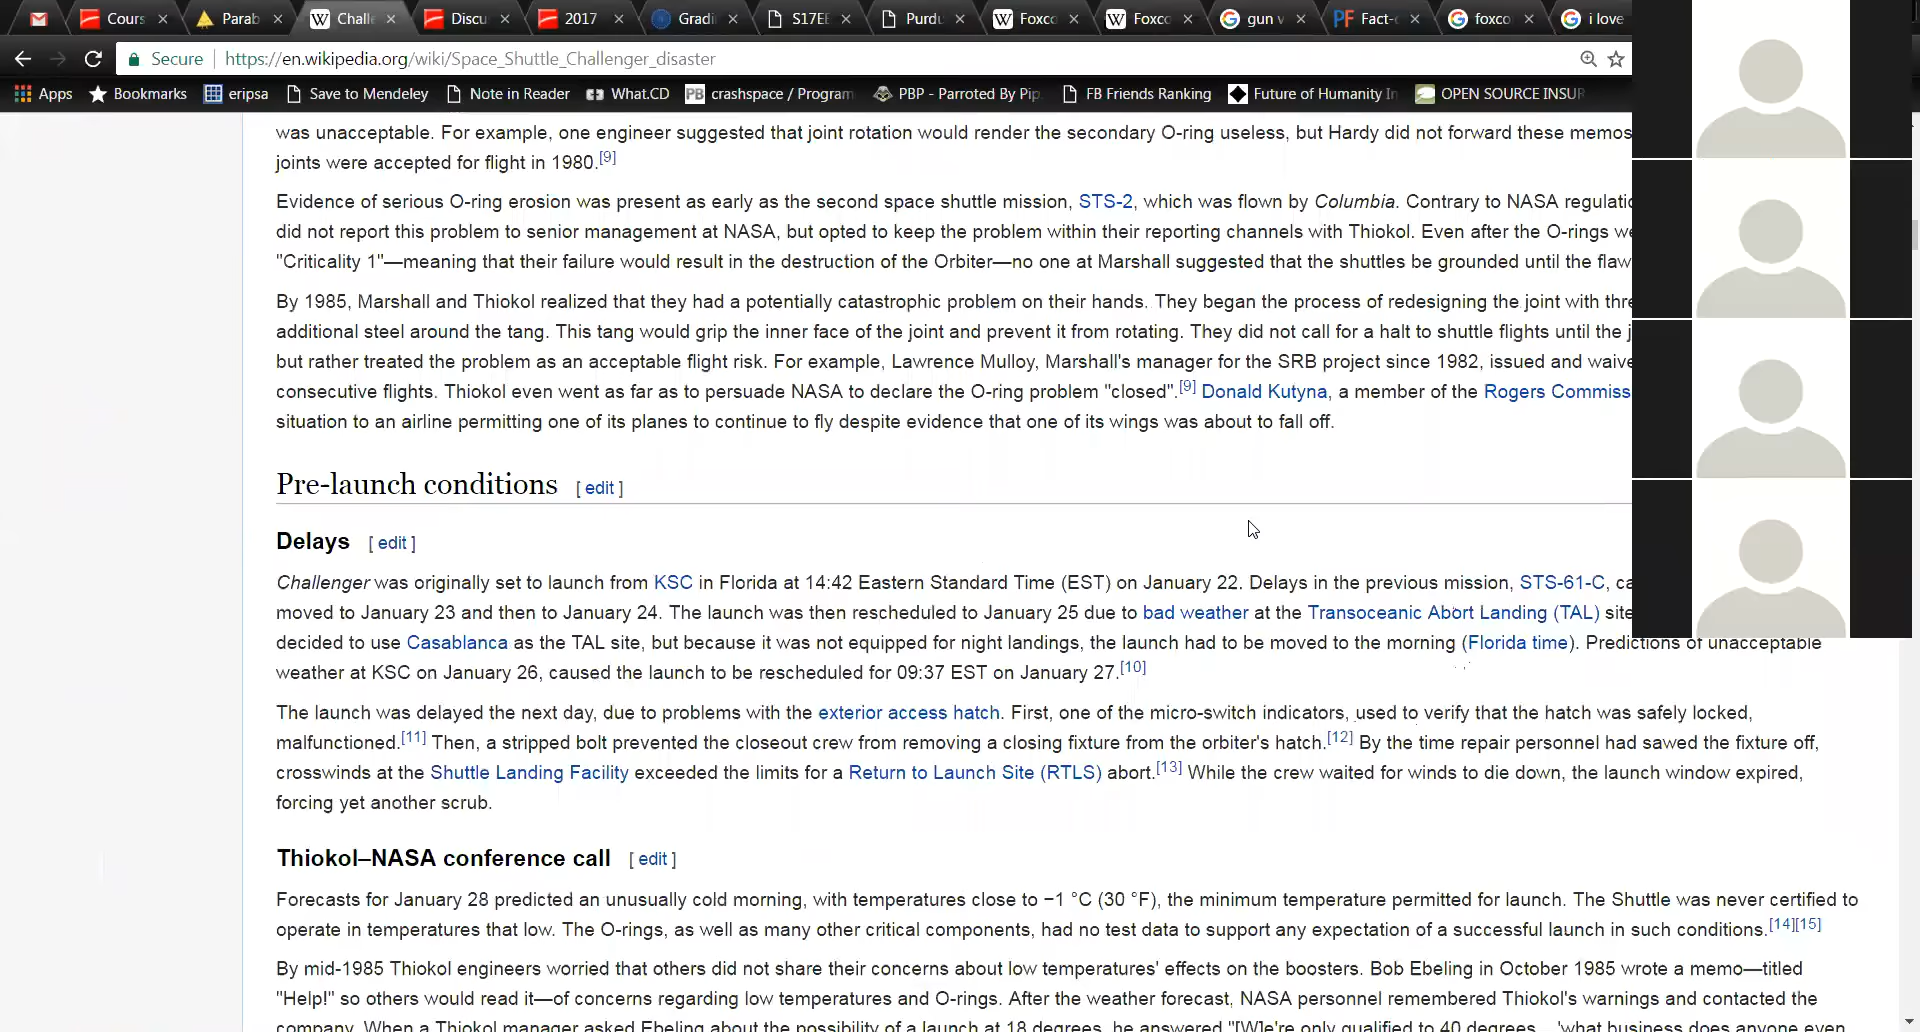 Cours
Parab
Chall
Discu
2017
Gradi
S17EE
Purdu
Foxco
Foxco
gun v
Fact-c
foxco
i love
Secure https://en.wikipedia.org/wiki/Space_Shuttle_Challenger_disaster
Apps Bookmarks eripsa Save to Mendeley Note in Reader What.CD crashspace / Program PBP - Parroted By Pip FB Friends Ranking Future of Humanity In OPEN SOURCE INSUR
was unacceptable. For example, one engineer suggested that joint rotation would render the secondary O-ring useless, but Hardy did not forward these memos
joints were accepted for flight in 1980.[9]
Evidence of serious O-ring erosion was present as early as the second space shuttle mission, STS-2, which was flown by Columbia. Contrary to NASA regulatio
did not report this problem to senior management at NASA, but opted to keep the problem within their reporting channels with Thiokol. Even after the O-rings we
"Criticality 1"—meaning that their failure would result in the destruction of the Orbiter—no one at Marshall suggested that the shuttles be grounded until the flaw
By 1985, Marshall and Thiokol realized that they had a potentially catastrophic problem on their hands. They began the process of redesigning the joint with thre
additional steel around the tang. This tang would grip the inner face of the joint and prevent it from rotating. They did not call for a halt to shuttle flights until the j
but rather treated the problem as an acceptable flight risk. For example, Lawrence Mulloy, Marshall's manager for the SRB project since 1982, issued and waive
consecutive flights. Thiokol even went as far as to persuade NASA to declare the O-ring problem "closed".[9] Donald Kutyna, a member of the Rogers Commiss
situation to an airline permitting one of its planes to continue to fly despite evidence that one of its wings was about to fall off.
Pre-launch conditions [ edit ]
Delays [ edit ]
Challenger was originally set to launch from KSC in Florida at 14:42 Eastern Standard Time (EST) on January 22. Delays in the previous mission, STS-61-C, ca
moved to January 23 and then to January 24. The launch was then rescheduled to January 25 due to bad weather at the Transoceanic Abort Landing (TAL) site
decided to use Casablanca as the TAL site, but because it was not equipped for night landings, the launch had to be moved to the morning (Florida time). Predictions of unacceptable
weather at KSC on January 26, caused the launch to be rescheduled for 09:37 EST on January 27.[10]
The launch was delayed the next day, due to problems with the exterior access hatch. First, one of the micro-switch indicators, used to verify that the hatch was safely locked,
malfunctioned.[11] Then, a stripped bolt prevented the closeout crew from removing a closing fixture from the orbiter's hatch.[12] By the time repair personnel had sawed the fixture off,
crosswinds at the Shuttle Landing Facility exceeded the limits for a Return to Launch Site (RTLS) abort.[13] While the crew waited for winds to die down, the launch window expired,
forcing yet another scrub.
Thiokol–NASA conference call [ edit ]
Forecasts for January 28 predicted an unusually cold morning, with temperatures close to −1 °C (30 °F), the minimum temperature permitted for launch. The Shuttle was never certified to
operate in temperatures that low. The O-rings, as well as many other critical components, had no test data to support any expectation of a successful launch in such conditions.[14][15]
By mid-1985 Thiokol engineers worried that others did not share their concerns about low temperatures' effects on the boosters. Bob Ebeling in October 1985 wrote a memo—titled
"Help!" so others would read it—of concerns regarding low temperatures and O-rings. After the weather forecast, NASA personnel remembered Thiokol's warnings and contacted the
company. When a Thiokol manager asked Ebeling about the possibility of a launch at 18 degrees, he answered "[W]e're only qualified to 40 degrees ... 'what business does anyone even